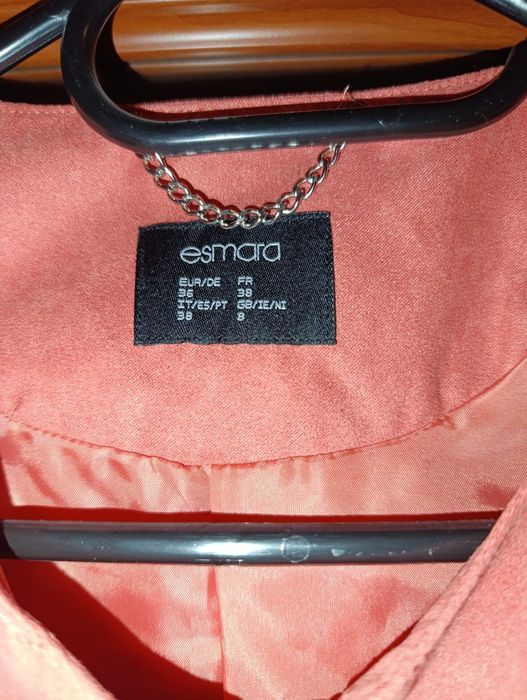 esmara
EUR/DE FR
36 38
IT/ES/PT GB/IE/NI
38 8